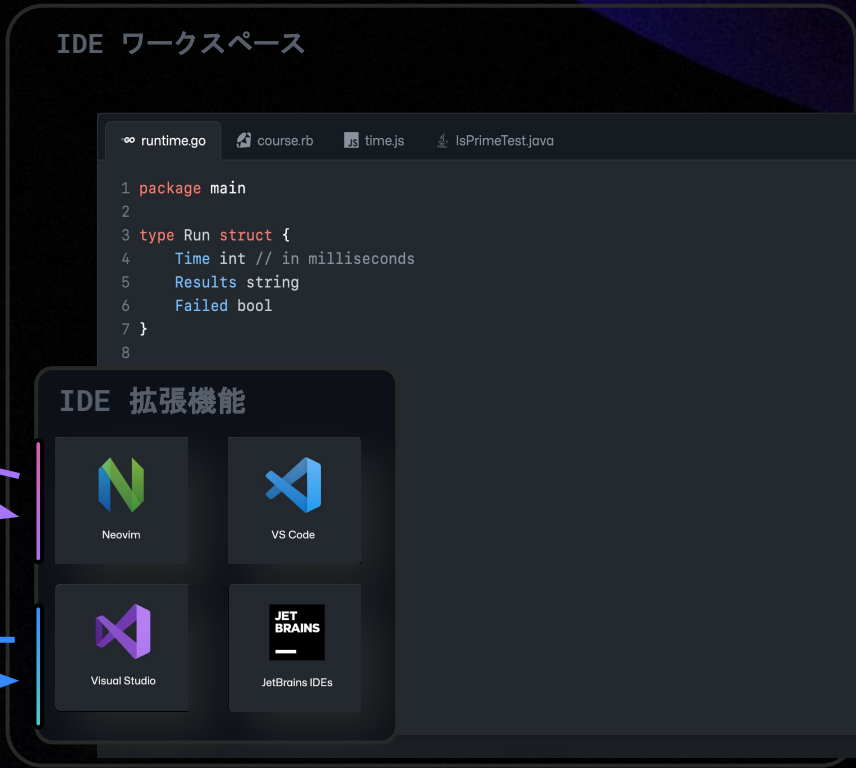 IDE ワークスペース
GO runtime.go course.rb JS time.js IsPrimeTest.java
1 package main
2
3 type Run struct {
4 Time int // in milliseconds
5 Results string
6 Failed bool
7 }
8
IDE 拡張機能
Neovim VS Code
JET
BRAINS
Visual Studio JetBrains IDEs